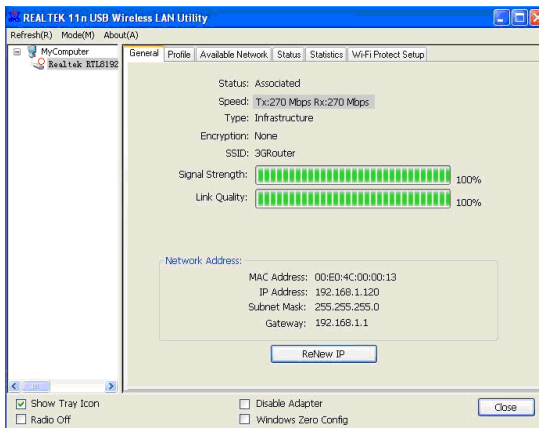 REALTEK 11n USB Wireless LAN Utility
Refresh(R) Mode(M) About(A)
MyComputer
Realtek RTL8192
General Profile Available Network Status Statistics Wi-Fi Protect Setup
Status: Associated
Speed: Tx:270 Mbps Rx:270 Mbps
Type: Infrastructure
Encryption: None
SSID: 3GRouter
Signal Strength: 100%
Link Quality: 100%
Network Address:
MAC Address: 00:E0:4C:00:00:13
IP Address: 192.168.1.120
Subnet Mask: 255.255.255.0
Gateway: 192.168.1.1
ReNew IP
Show Tray Icon
Radio Off
Disable Adapter
Windows Zero Config
Close